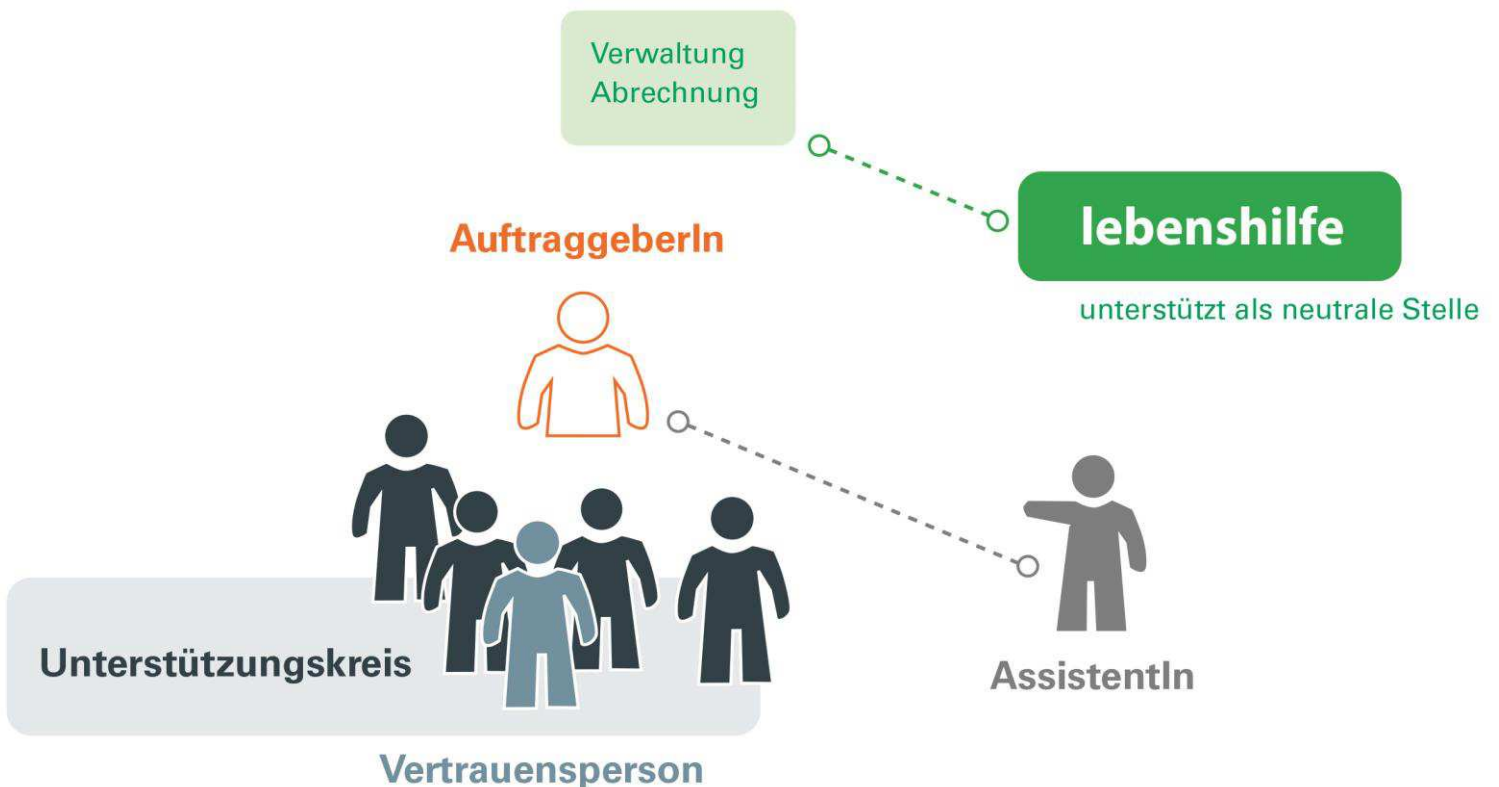 Verwaltung
Abrechnung
lebenshilfe
unterstützt als neutrale Stelle
AuftraggeberIn
AssistentIn
Unterstützungskreis
Vertrauensperson